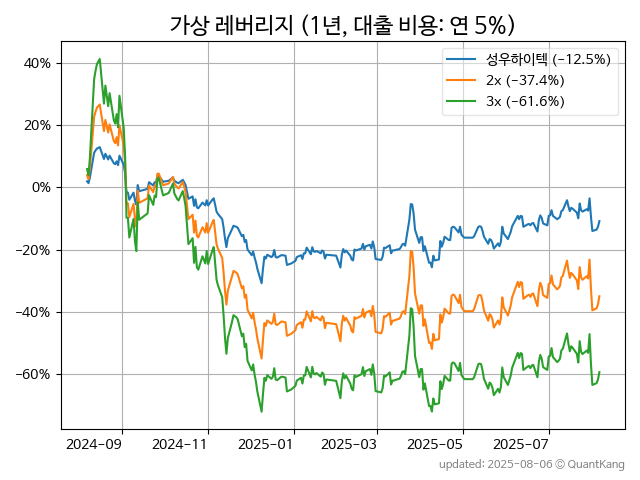 가상 레버리지 (1년, 대출 비용: 연 5%)
성우하이텍 (−12.5%)
2x (−37.4%)
3x (−61.6%)
40%
20%
0%
−20%
−40%
−60%
2024-09 2024-11 2025-01 2025-03 2025-05 2025-07
updated: 2025-08-06 © QuantKang